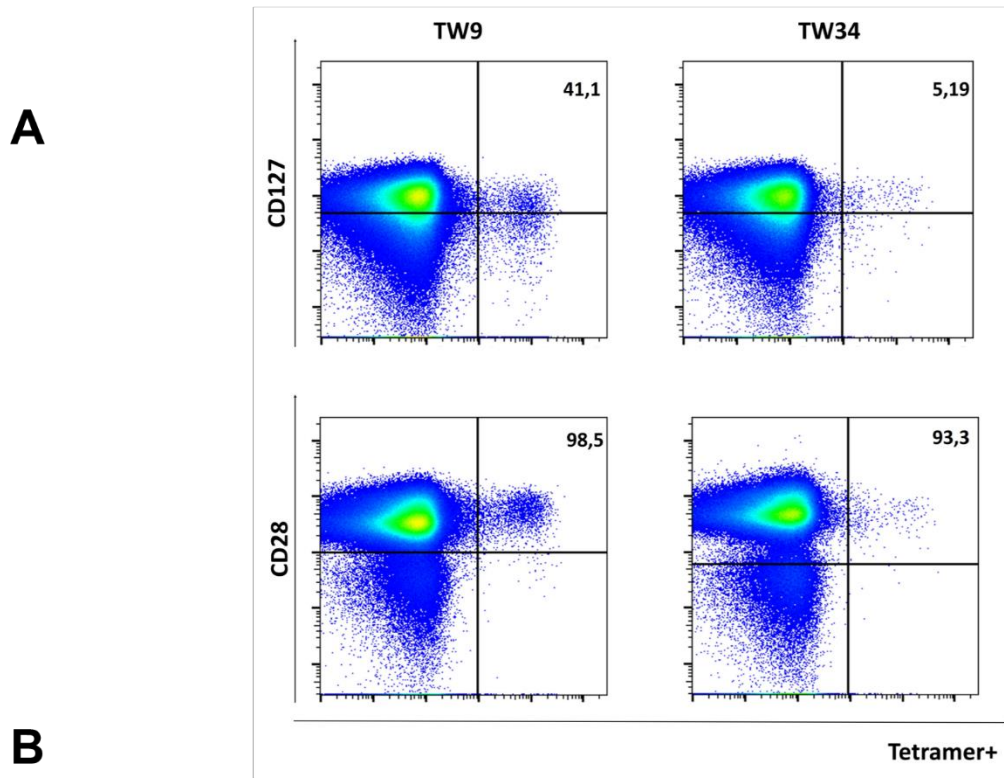 TW9 TW34
A
CD127
41,1
5,19
CD28
98,5
93,3
B
Tetramer+